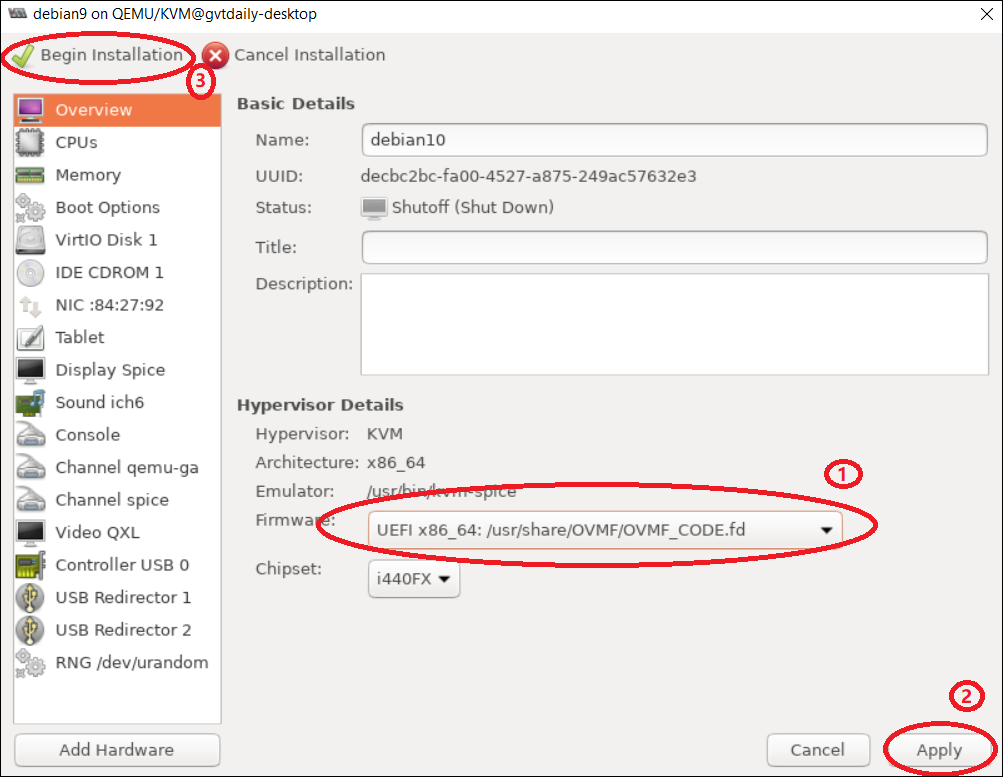 debian9 on QEMU/KVM@gvtdaily-desktop
Begin Installation
Cancel Installation
3
Overview
CPUs
Memory
Boot Options
VirtIO Disk 1
IDE CDROM 1
NIC :84:27:92
Tablet
Display Spice
Sound ich6
Console
Channel qemu-ga
Channel spice
Video QXL
Controller USB 0
USB Redirector 1
USB Redirector 2
RNG /dev/urandom
Add Hardware
Basic Details
Name: debian10
UUID: decbc2bc-fa00-4527-a875-249ac57632e3
Status: Shutoff (Shut Down)
Title:
Description:
Hypervisor Details
Hypervisor: KVM
Architecture: x86_64
Emulator: /usr/bin/kvm-spice
1
Firmware: UEFI x86_64: /usr/share/OVMF/OVMF_CODE.fd
Chipset: i440FX
2
Cancel
Apply